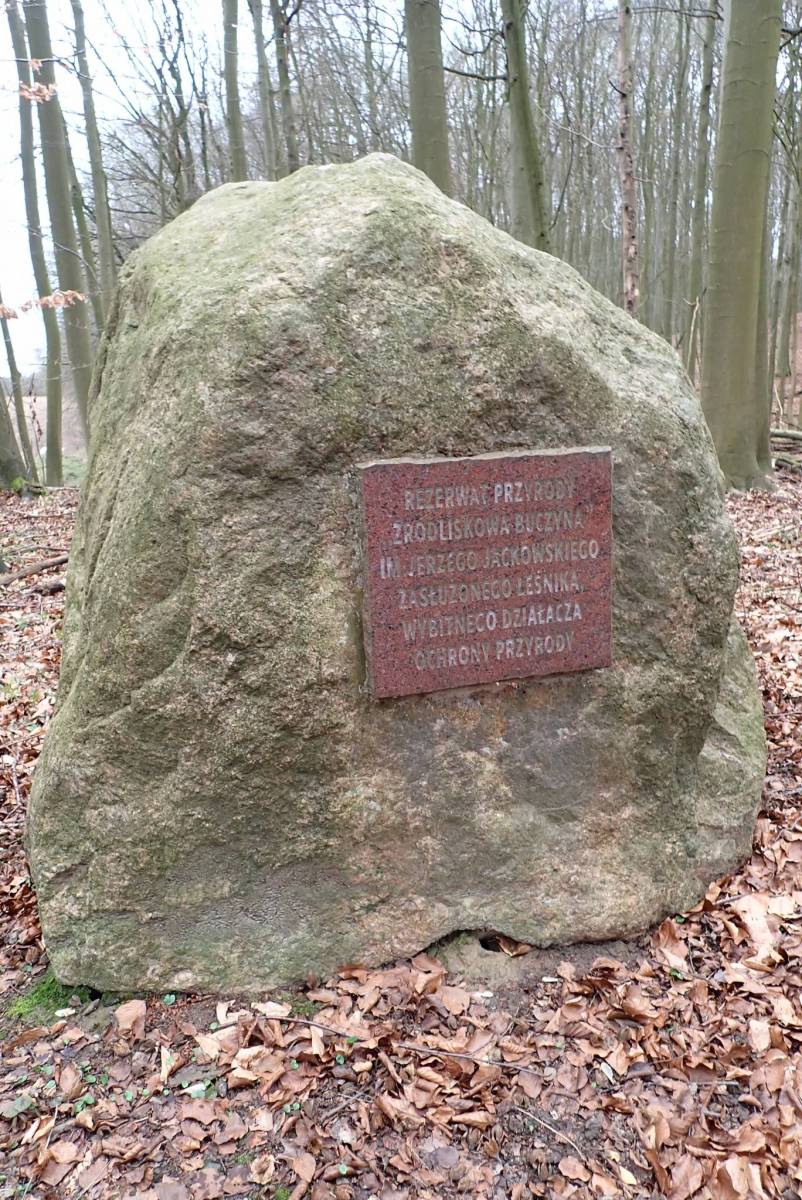 REZERWAT PRZYRODY
"ŹRÓDLISKOWA BUCZYNA"
IM JERZEGO JACKOWSKIEGO
ZASŁUŻONEGO LEŚNIKA,
WYBITNEGO DZIAŁACZA
OCHRONY PRZYRODY